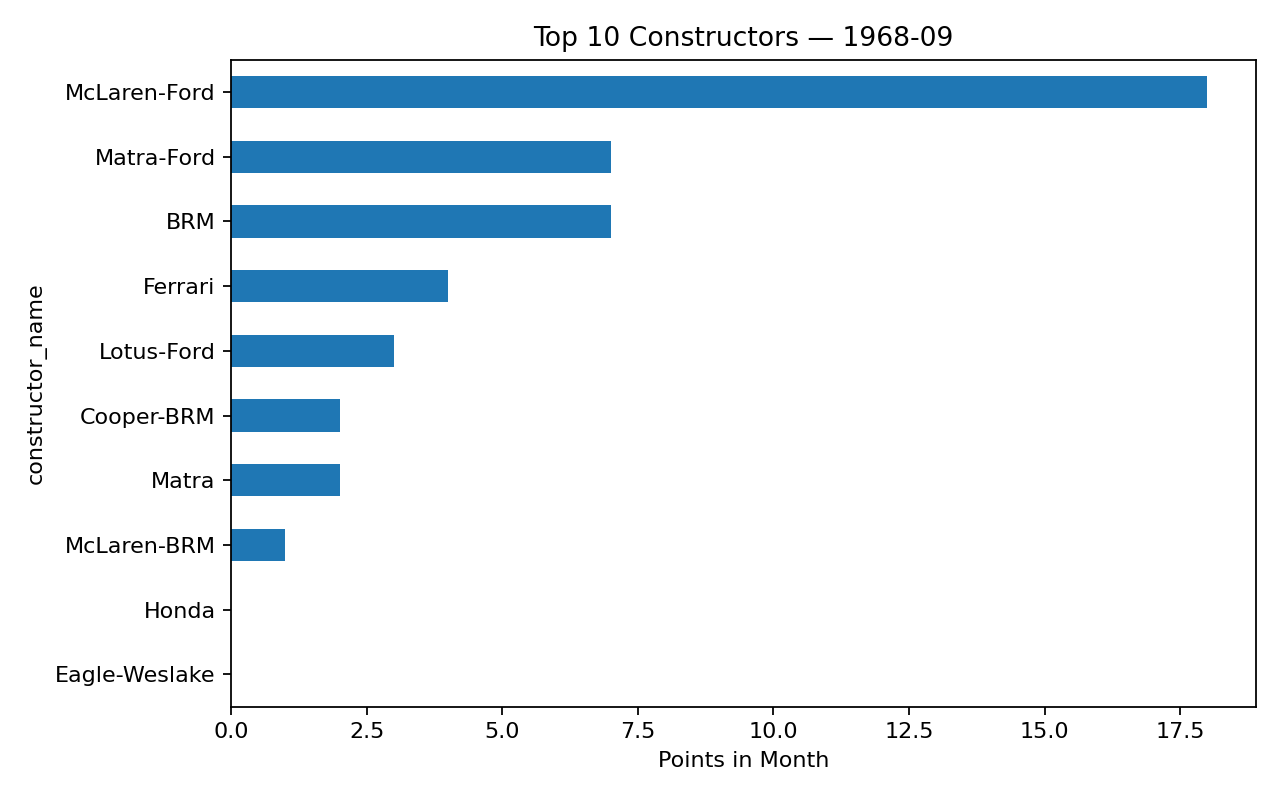 Top 10 Constructors — 1968-09
constructor_name
McLaren-Ford
Matra-Ford
BRM
Ferrari
Lotus-Ford
Cooper-BRM
Matra
McLaren-BRM
Honda
Eagle-Weslake
0.0 2.5 5.0 7.5 10.0 12.5 15.0 17.5
Points in Month